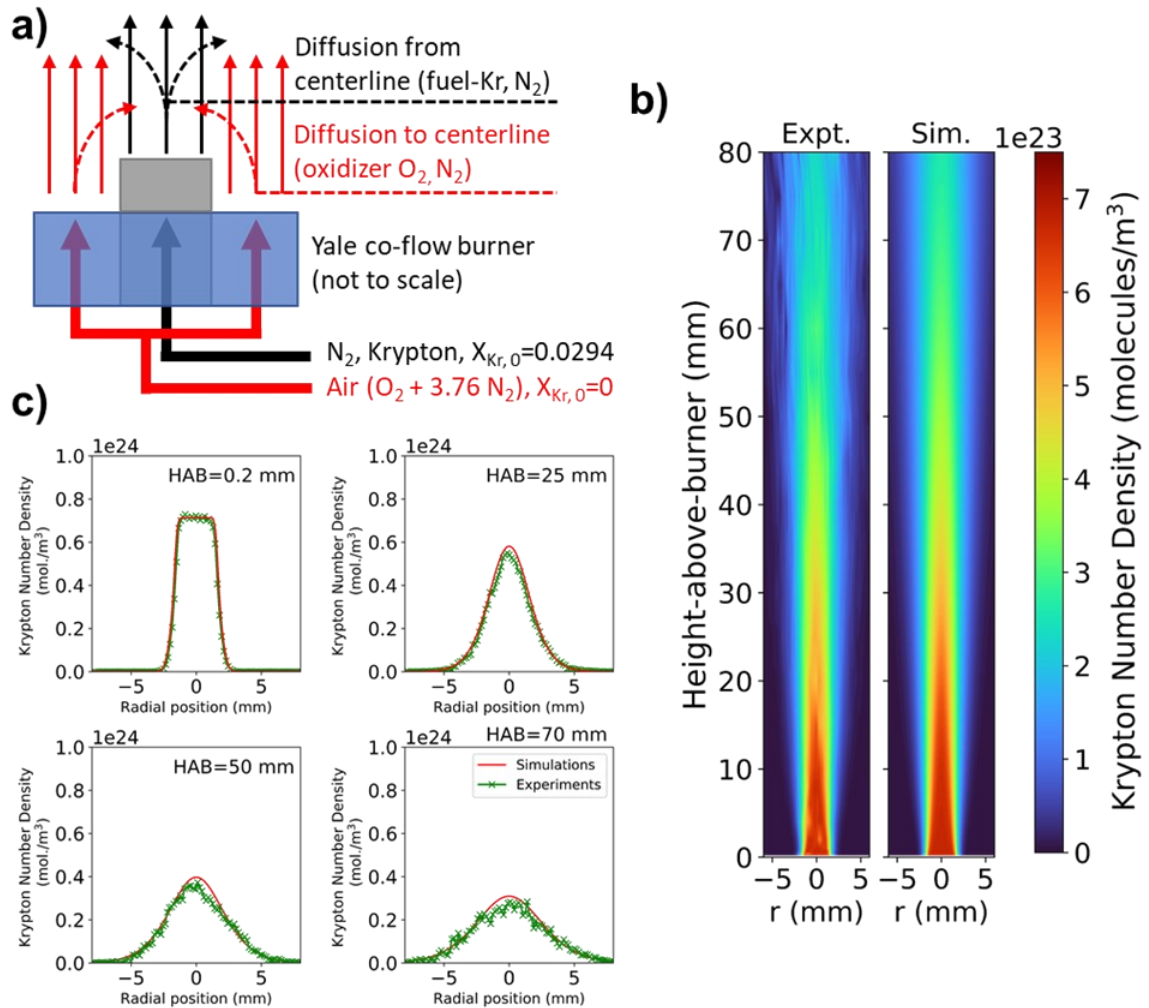 a)
Diffusion from
centerline (fuel-Kr, N₂)
Diffusion to centerline
(oxidizer O₂, N₂)
Yale co-flow burner
(not to scale)
N₂, Krypton, X_Kr, 0=0.0294
Air (O₂ + 3.76 N₂), X_Kr, 0=0
b)
Expt.
Sim.
1e23
Height-above-burner (mm)
80
70
60
50
40
30
20
10
0
−5 0 5
r (mm)
−5 0 5
r (mm)
7
6
5
4
3
2
1
0
Krypton Number Density (molecules/m³)
c)
1e24
HAB=0.2 mm
Krypton Number Density
(mol./m³)
1.0
0.8
0.6
0.4
0.2
0.0
−5 0 5
Radial position (mm)
1e24
HAB=25 mm
Krypton Number Density
(mol./m³)
1.0
0.8
0.6
0.4
0.2
0.0
−5 0 5
Radial position (mm)
1e24
HAB=50 mm
Krypton Number Density
(mol./m³)
1.0
0.8
0.6
0.4
0.2
0.0
−5 0 5
Radial position (mm)
1e24
HAB=70 mm
Simulations
Experiments
Krypton Number Density
(mol./m³)
1.0
0.8
0.6
0.4
0.2
0.0
−5 0 5
Radial position (mm)